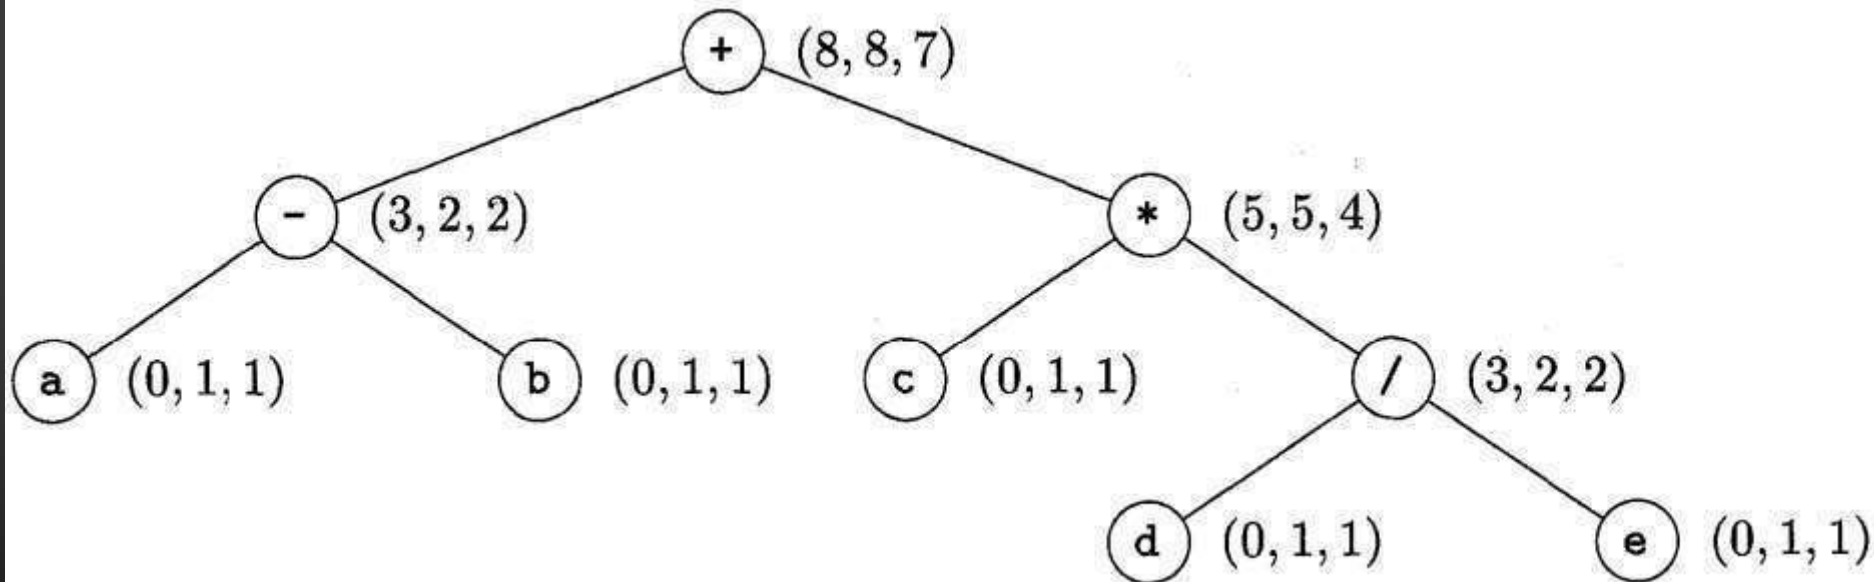 + (8, 8, 7)
- (3, 2, 2) * (5, 5, 4)
a (0, 1, 1) b (0, 1, 1) c (0, 1, 1) / (3, 2, 2)
d (0, 1, 1) e (0, 1, 1)